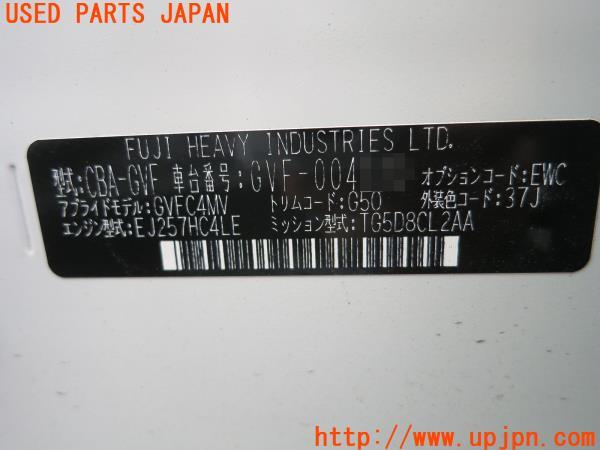 USED PARTS JAPAN
FUJI HEAVY INDUSTRIES LTD.
型式:CBA-GVF 車台番号:GVF-004 オプションコード:EWC
アプライドモデル:GVFC4MV トリムコード:G50 外装色コード:37J
エンジン型式:EJ257HC4LE ミッション型式:TG5D8CL2AA
http://www.upjpn.com/